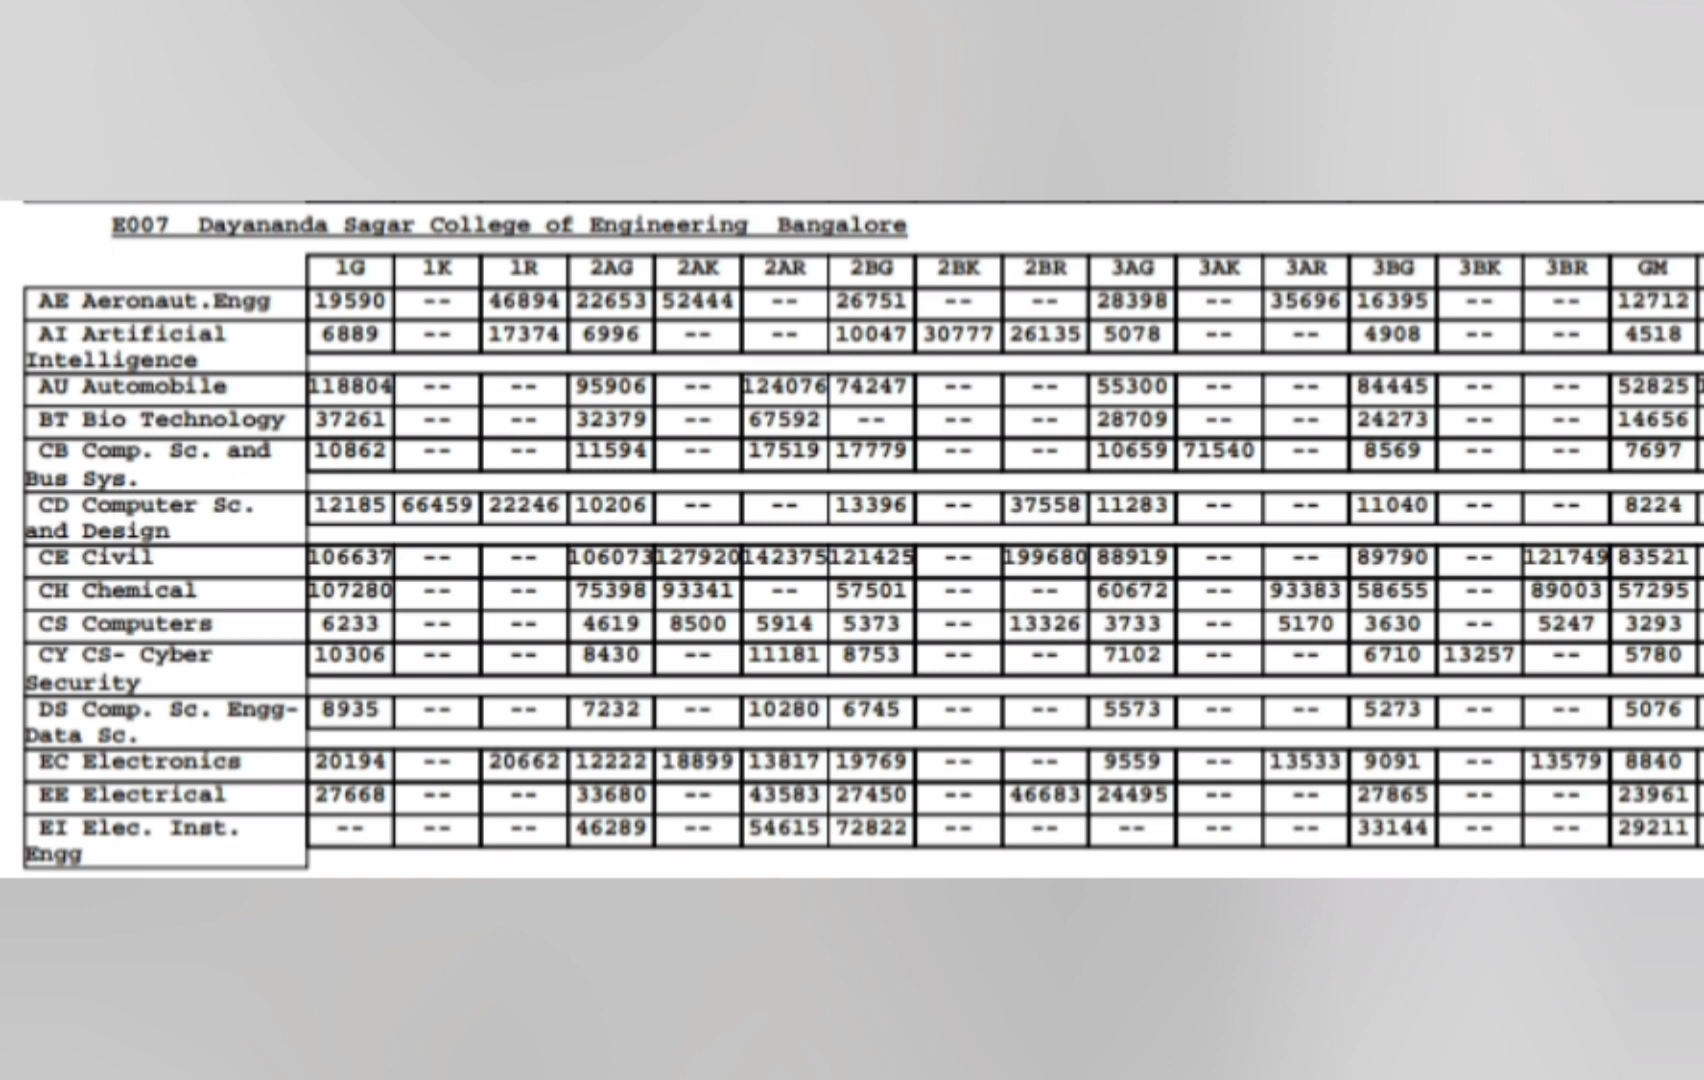 E007 Dayananda Sagar College of Engineering Bangalore
1G 1K 1R 2AG 2AK 2AR 2BG 2BK 2BR 3AG 3AK 3AR 3BG 3BK 3BR GM
AE Aeronaut.Engg 19590 -- 46894 22653 52444 -- 26751 -- -- 28398 -- 35696 16395 -- -- 12712
AI Artificial 6889 -- 17374 6996 -- -- 10047 30777 26135 5078 -- -- 4908 -- -- 4518
Intelligence
AU Automobile 118804 -- -- 95906 -- 124076 74247 -- -- 55300 -- -- 84445 -- -- 52825
BT Bio Technology 37261 -- -- 32379 -- 67592 -- -- -- 28709 -- -- 24273 -- -- 14656
CB Comp. Sc. and 10862 -- -- 11594 -- 17519 17779 -- -- 10659 71540 -- 8569 -- -- 7697
Bus Sys.
CD Computer Sc. 12185 66459 22246 10206 -- -- 13396 -- 37558 11283 -- -- 11040 -- -- 8224
and Design
CE Civil 106637 -- -- 106073 127920 142375 121425 -- 199680 88919 -- -- 89790 -- 121749 83521
CH Chemical 107280 -- -- 75398 93341 -- 57501 -- -- 60672 -- 93383 58655 -- 89003 57295
CS Computers 6233 -- -- 4619 8500 5914 5373 -- 13326 3733 -- 5170 3630 -- 5247 3293
CY CS- Cyber 10306 -- -- 8430 -- 11181 8753 -- -- 7102 -- -- 6710 13257 -- 5780
Security
DS Comp. Sc. Engg- 8935 -- -- 7232 -- 10280 6745 -- -- 5573 -- -- 5273 -- -- 5076
Data Sc.
EC Electronics 20194 -- 20662 12222 18899 13817 19769 -- -- 9559 -- 13533 9091 -- 13579 8840
EE Electrical 27668 -- -- 33680 -- 43583 27450 -- 46683 24495 -- -- 27865 -- -- 23961
EI Elec. Inst. -- -- -- 46289 -- 54615 72822 -- -- -- -- -- 33144 -- -- 29211
Engg